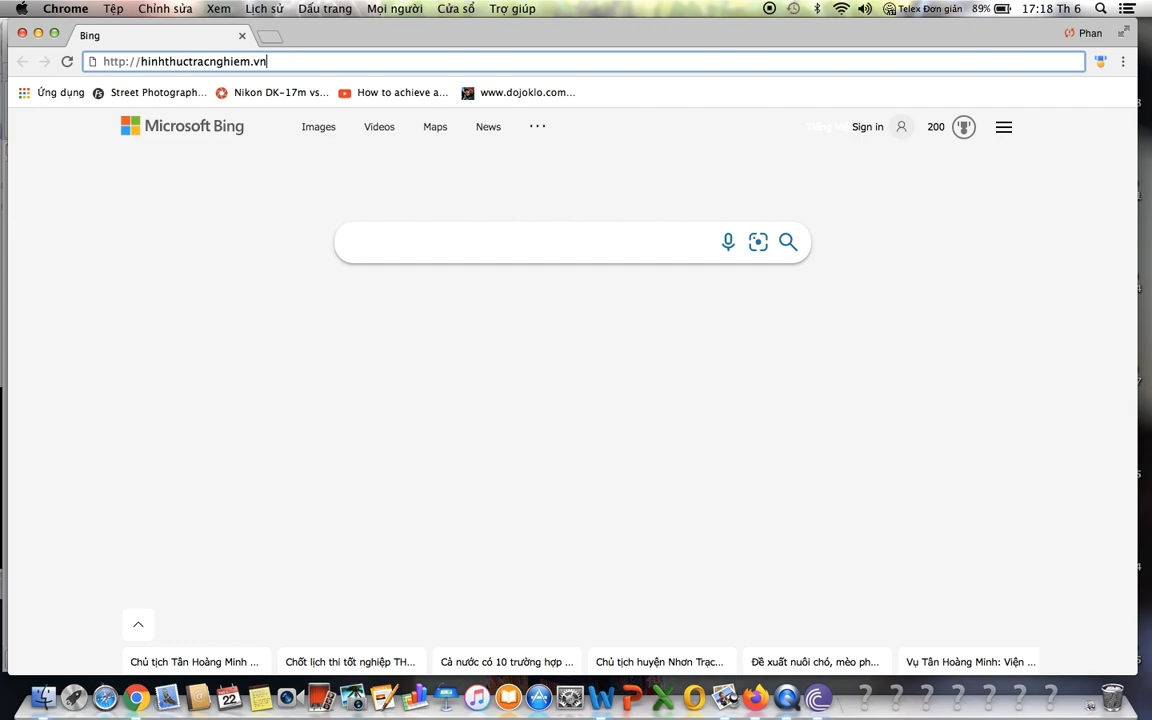 Chrome Tệp Chỉnh sửa Xem Lịch sử Dấu trang Mọi người Cửa sổ Trợ giúp Telex Đơn giản 89% 17:18 Th 6
Bing Phan
http://hinhthuctracnghiem.vn
Ứng dụng Street Photograph... Nikon DK-17m vs... How to achieve a... www.dojoklo.com...
Microsoft Bing Images Videos Maps News ... Sign in 200
Chủ tịch Tân Hoàng Minh ... Chốt lịch thi tốt nghiệp TH... Cả nước có 10 trường hợp ... Chủ tịch huyện Nhơn Trạc... Đề xuất nuôi chó, mèo ph... Vụ Tân Hoàng Minh: Viện ...
22